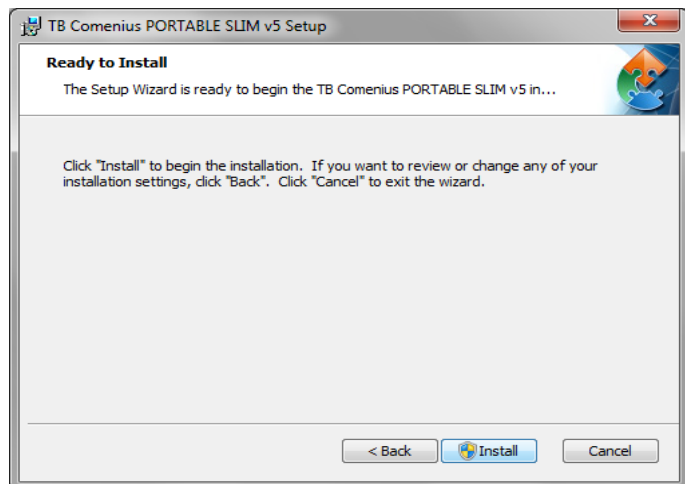 TB Comenius PORTABLE SLIM v5 Setup
Ready to Install
The Setup Wizard is ready to begin the TB Comenius PORTABLE SLIM v5 in...
Click "Install" to begin the installation. If you want to review or change any of your
installation settings, click "Back". Click "Cancel" to exit the wizard.
< Back Install Cancel